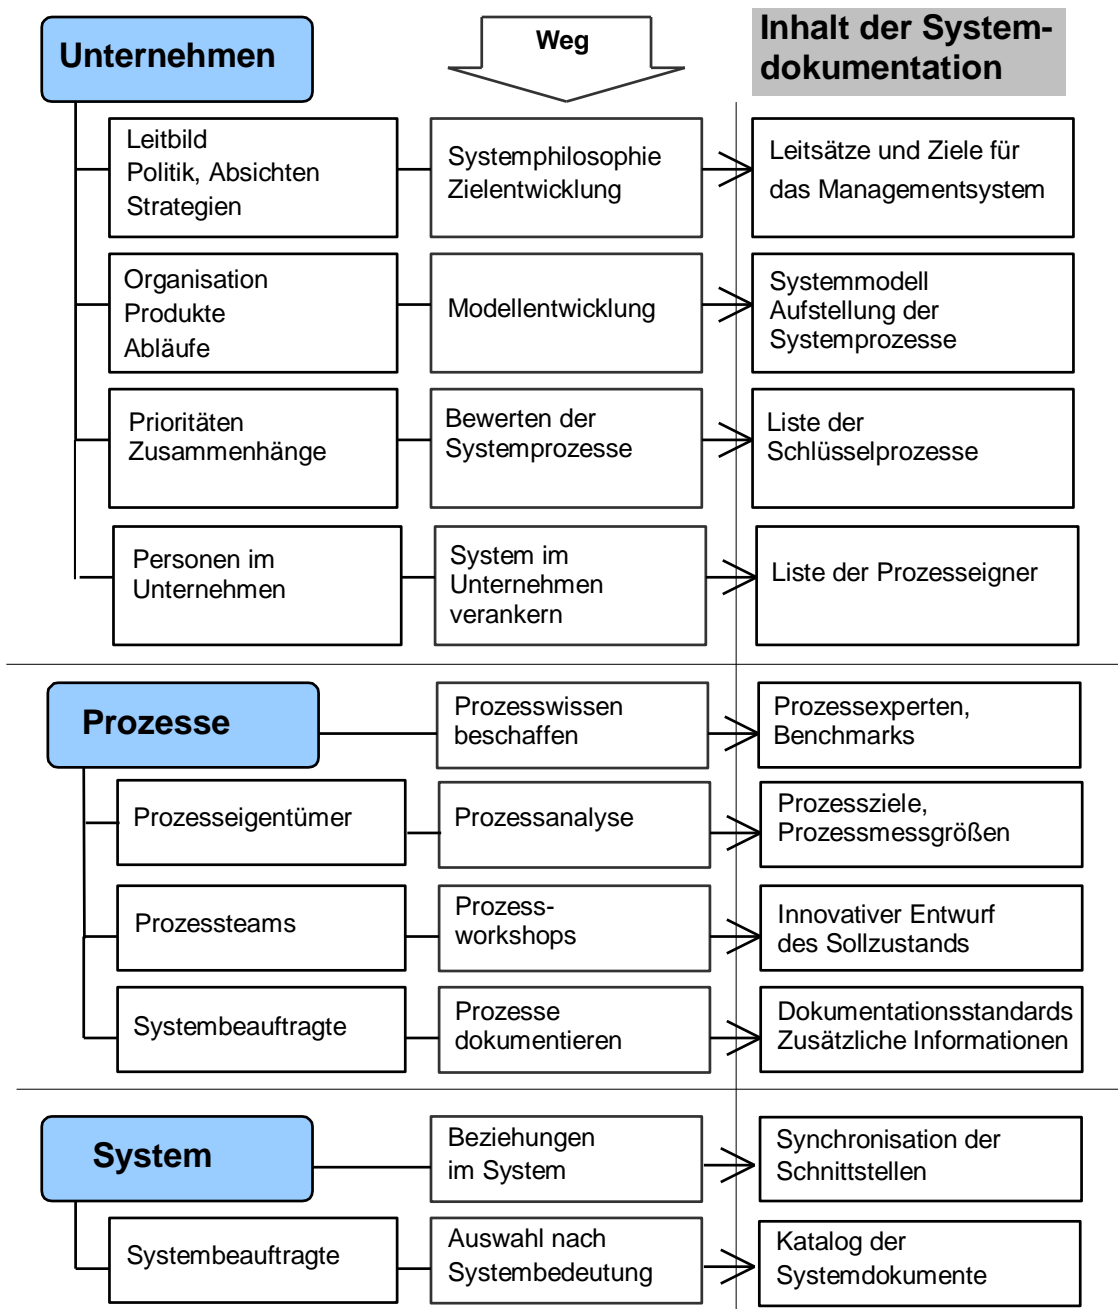 Unternehmen
Weg
Inhalt der System-
dokumentation
Leitbild
Politik, Absichten
Strategien
Systemphilosophie
Zielentwicklung
Leitsätze und Ziele für
das Managementsystem
Organisation
Produkte
Abläufe
Modellentwicklung
Systemmodell
Aufstellung der
Systemprozesse
Prioritäten
Zusammenhänge
Bewerten der
Systemprozesse
Liste der
Schlüsselprozesse
Personen im
Unternehmen
System im
Unternehmen
verankern
Liste der Prozesseigner
Prozesse
Prozesswissen
beschaffen
Prozessexperten,
Benchmarks
Prozesseigentümer
Prozessanalyse
Prozessziele,
Prozessmessgrößen
Prozessteams
Prozess-
workshops
Innovativer Entwurf
des Sollzustands
Systembeauftragte
Prozesse
dokumentieren
Dokumentationsstandards
Zusätzliche Informationen
System
Beziehungen
im System
Synchronisation der
Schnittstellen
Systembeauftragte
Auswahl nach
Systembedeutung
Katalog der
Systemdokumente